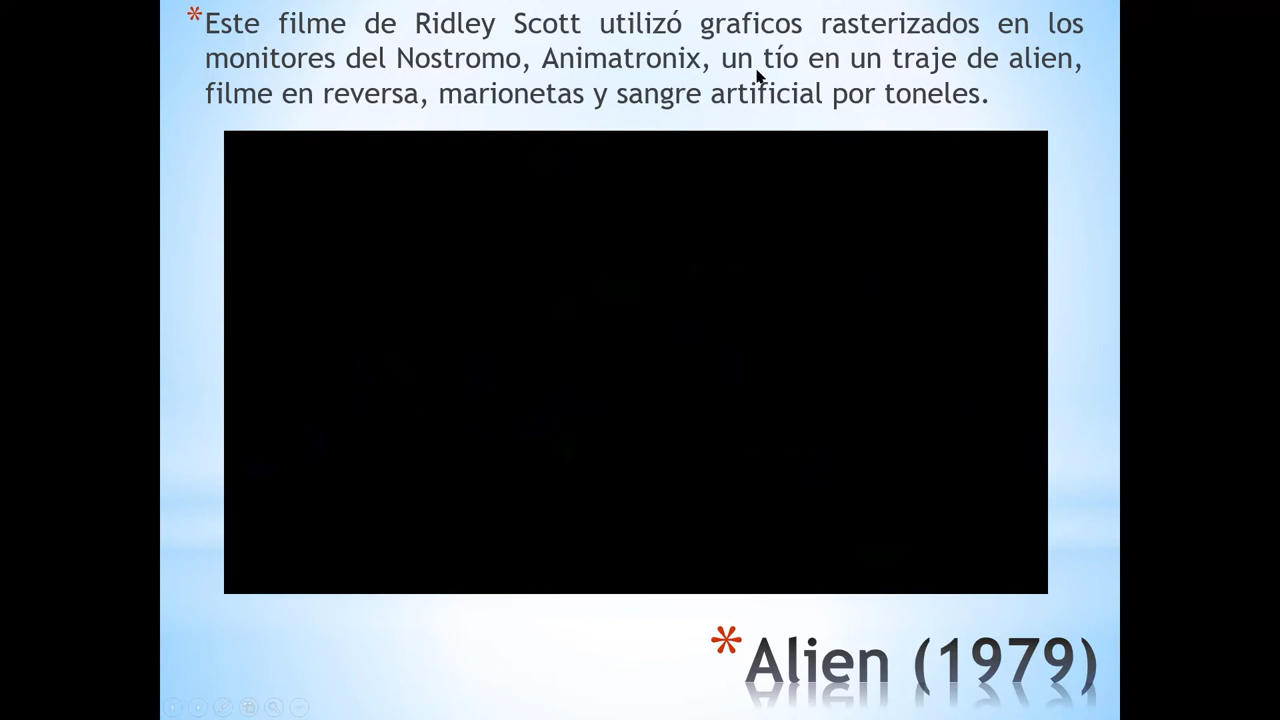 *Este filme de Ridley Scott utilizó graficos rasterizados en los
monitores del Nostromo, Animatronix, un tío en un traje de alien,
filme en reversa, marionetas y sangre artificial por toneles.
*Alien (1979)